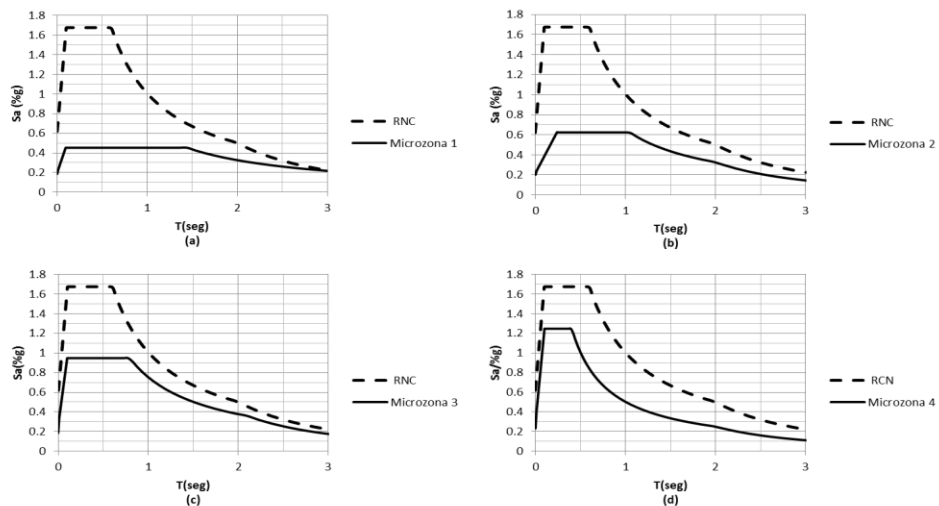 1.8
1.6
1.4
1.2
1
0.8
0.6
0.4
0.2
0
Sa (%g)
0 1 2 3
T(seg)
(a)
RNC
Microzona 1
1.8
1.6
1.4
1.2
1
0.8
0.6
0.4
0.2
0
Sa (%g)
0 1 2 3
T(seg)
(b)
RNC
Microzona 2
1.8
1.6
1.4
1.2
1
0.8
0.6
0.4
0.2
0
Sa(%g)
0 1 2 3
T(seg)
(c)
RNC
Microzona 3
1.8
1.6
1.4
1.2
1
0.8
0.6
0.4
0.2
0
Sa/%g)
0 1 2 3
T(seg)
(d)
RCN
Microzona 4